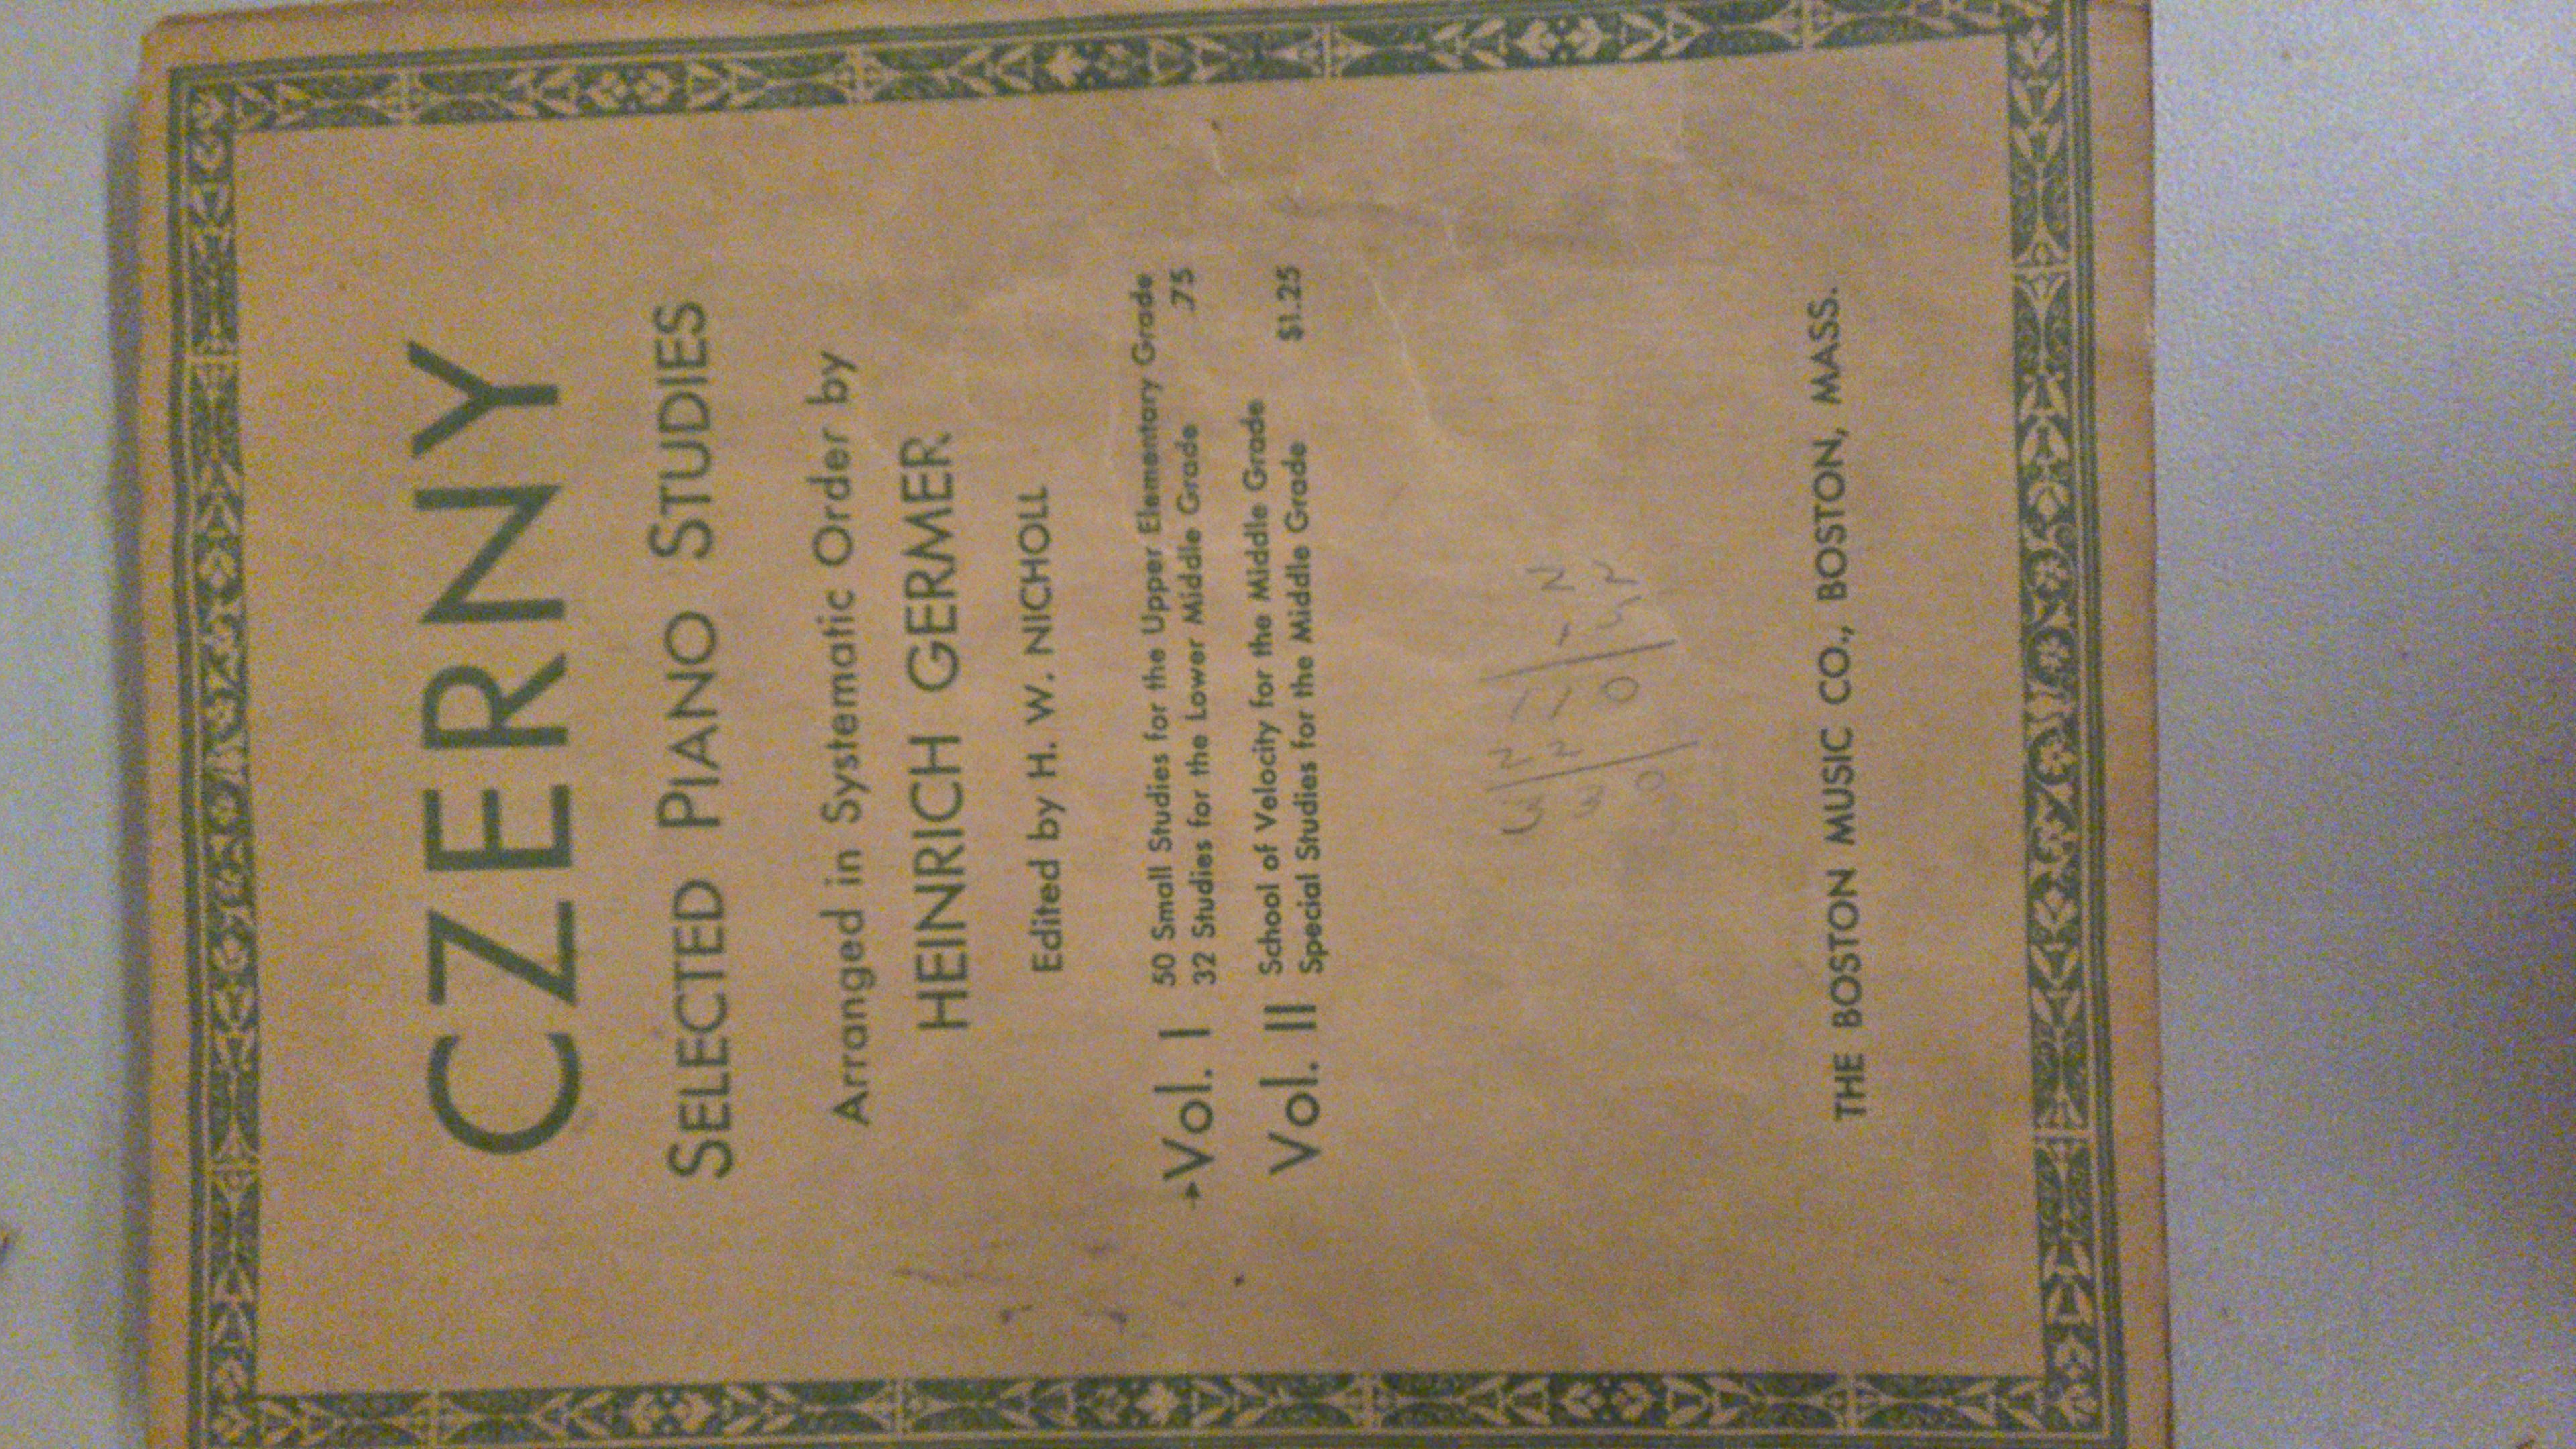 CZERNY
SELECTED PIANO STUDIES
Arranged in Systematic Order by
HEINRICH GERMER
Edited by H. W. NICHOLL
➔Vol. I 50 Small Studies for the Upper Elementary Grade
32 Studies for the Lower Middle Grade .75
Vol. II School of Velocity for the Middle Grade
Special Studies for the Middle Grade $1.25
THE BOSTON MUSIC CO., BOSTON, MASS.